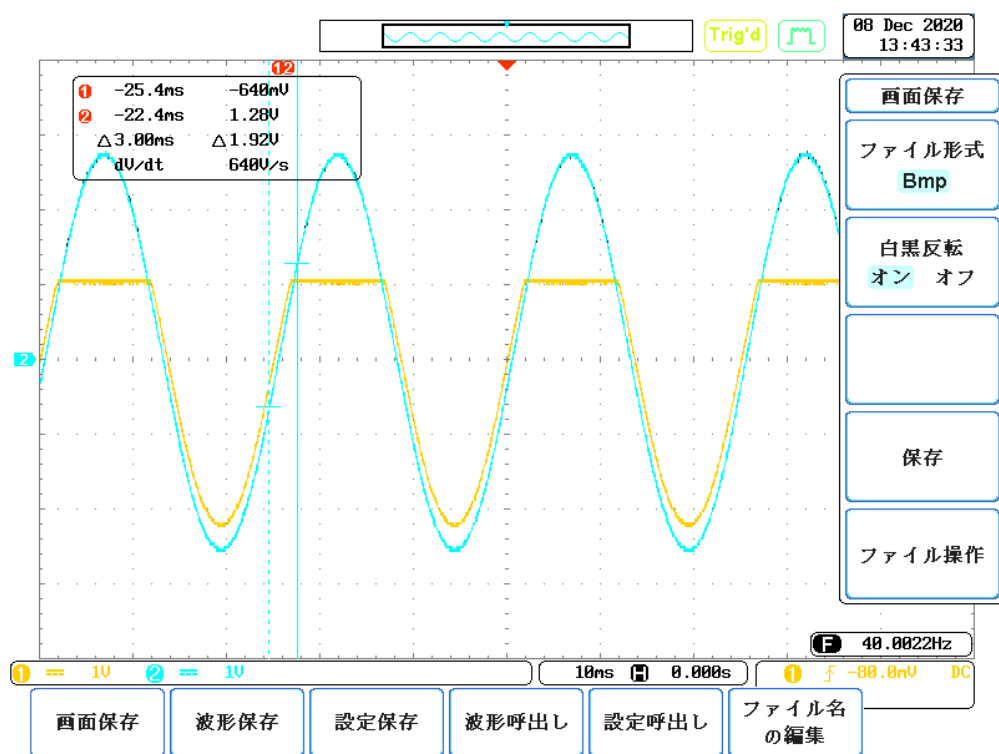 Trig'd
08 Dec 2020
13:43:33
12
1 -25.4ms -640mV
2 -22.4ms 1.28V
△3.00ms △1.92V
dV/dt 640V/s
画面保存
ファイル形式
Bmp
白黒反転
オン オフ
保存
ファイル操作
2
F 40.0022Hz
1 1V 2 1V
10ms H 0.000s
1 -80.0mV DC
画面保存
波形保存
設定保存
波形呼出し
設定呼出し
ファイル名
の編集